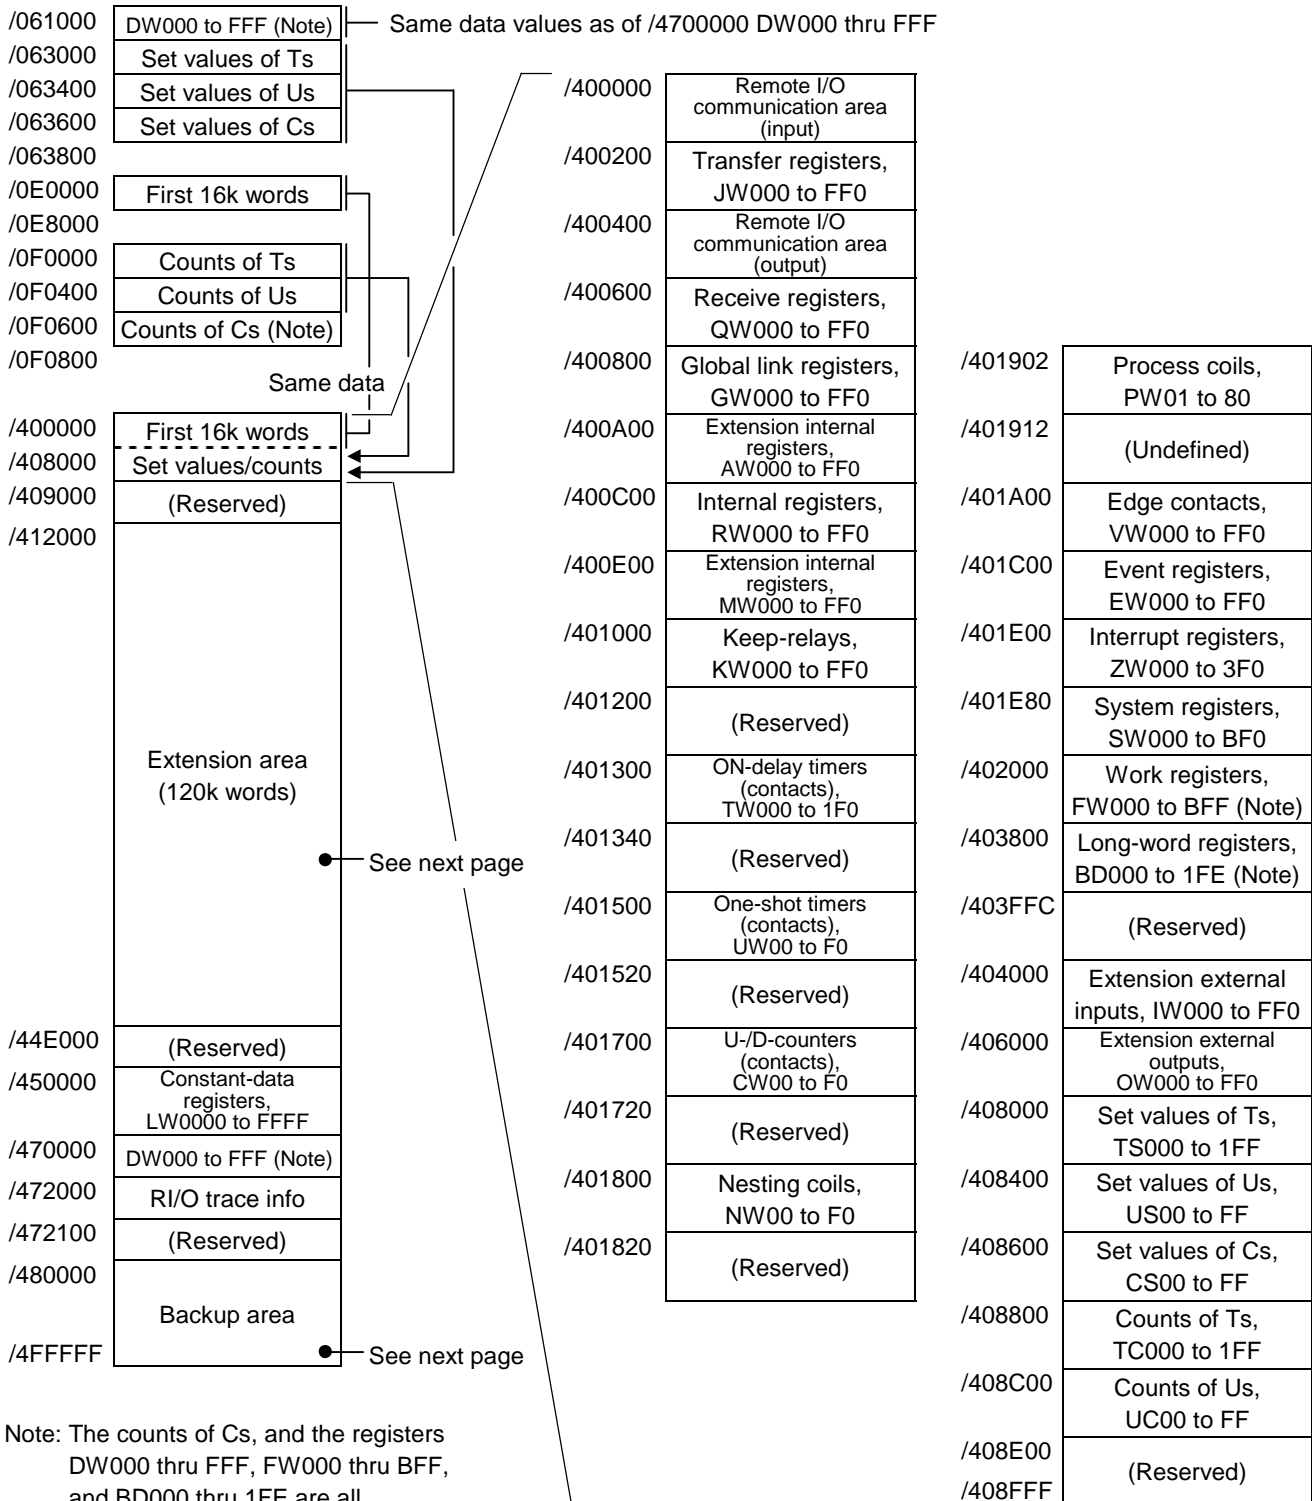 /061000
DW000 to FFF (Note)
Same data values as of /4700000 DW000 thru FFF
/063000
Set values of Ts
/063400
Set values of Us
/063600
Set values of Cs
/063800
/0E0000
First 16k words
/0E8000
/0F0000
Counts of Ts
/0F0400
Counts of Us
/0F0600
Counts of Cs (Note)
/0F0800
Same data
/400000
First 16k words
/408000
Set values/counts
/409000
(Reserved)
/412000
Extension area
(120k words)
See next page
/44E000
(Reserved)
/450000
Constant-data
registers,
LW0000 to FFFF
/470000
DW000 to FFF (Note)
/472000
RI/O trace info
/472100
(Reserved)
/480000
Backup area
/4FFFFF
See next page
Note: The counts of Cs, and the registers
DW000 thru FFF, FW000 thru BFF,
and BD000 thru 1FE are all
/400000
Remote I/O
communication area
(input)
/400200
Transfer registers,
JW000 to FF0
/400400
Remote I/O
communication area
(output)
/400600
Receive registers,
QW000 to FF0
/400800
Global link registers,
GW000 to FF0
/400A00
Extension internal
registers,
AW000 to FF0
/400C00
Internal registers,
RW000 to FF0
/400E00
Extension internal
registers,
MW000 to FF0
/401000
Keep-relays,
KW000 to FF0
/401200
(Reserved)
/401300
ON-delay timers
(contacts),
TW000 to 1F0
/401340
(Reserved)
/401500
One-shot timers
(contacts),
UW00 to F0
/401520
(Reserved)
/401700
U-/D-counters
(contacts),
CW00 to F0
/401720
(Reserved)
/401800
Nesting coils,
NW00 to F0
/401820
(Reserved)
/401902
Process coils,
PW01 to 80
/401912
(Undefined)
/401A00
Edge contacts,
VW000 to FF0
/401C00
Event registers,
EW000 to FF0
/401E00
Interrupt registers,
ZW000 to 3F0
/401E80
System registers,
SW000 to BF0
/402000
Work registers,
FW000 to BFF (Note)
/403800
Long-word registers,
BD000 to 1FE (Note)
/403FFC
(Reserved)
/404000
Extension external
inputs, IW000 to FF0
/406000
Extension external
outputs,
OW000 to FF0
/408000
Set values of Ts,
TS000 to 1FF
/408400
Set values of Us,
US00 to FF
/408600
Set values of Cs,
CS00 to FF
/408800
Counts of Ts,
TC000 to 1FF
/408C00
Counts of Us,
UC00 to FF
/408E00
(Reserved)
/408FFF